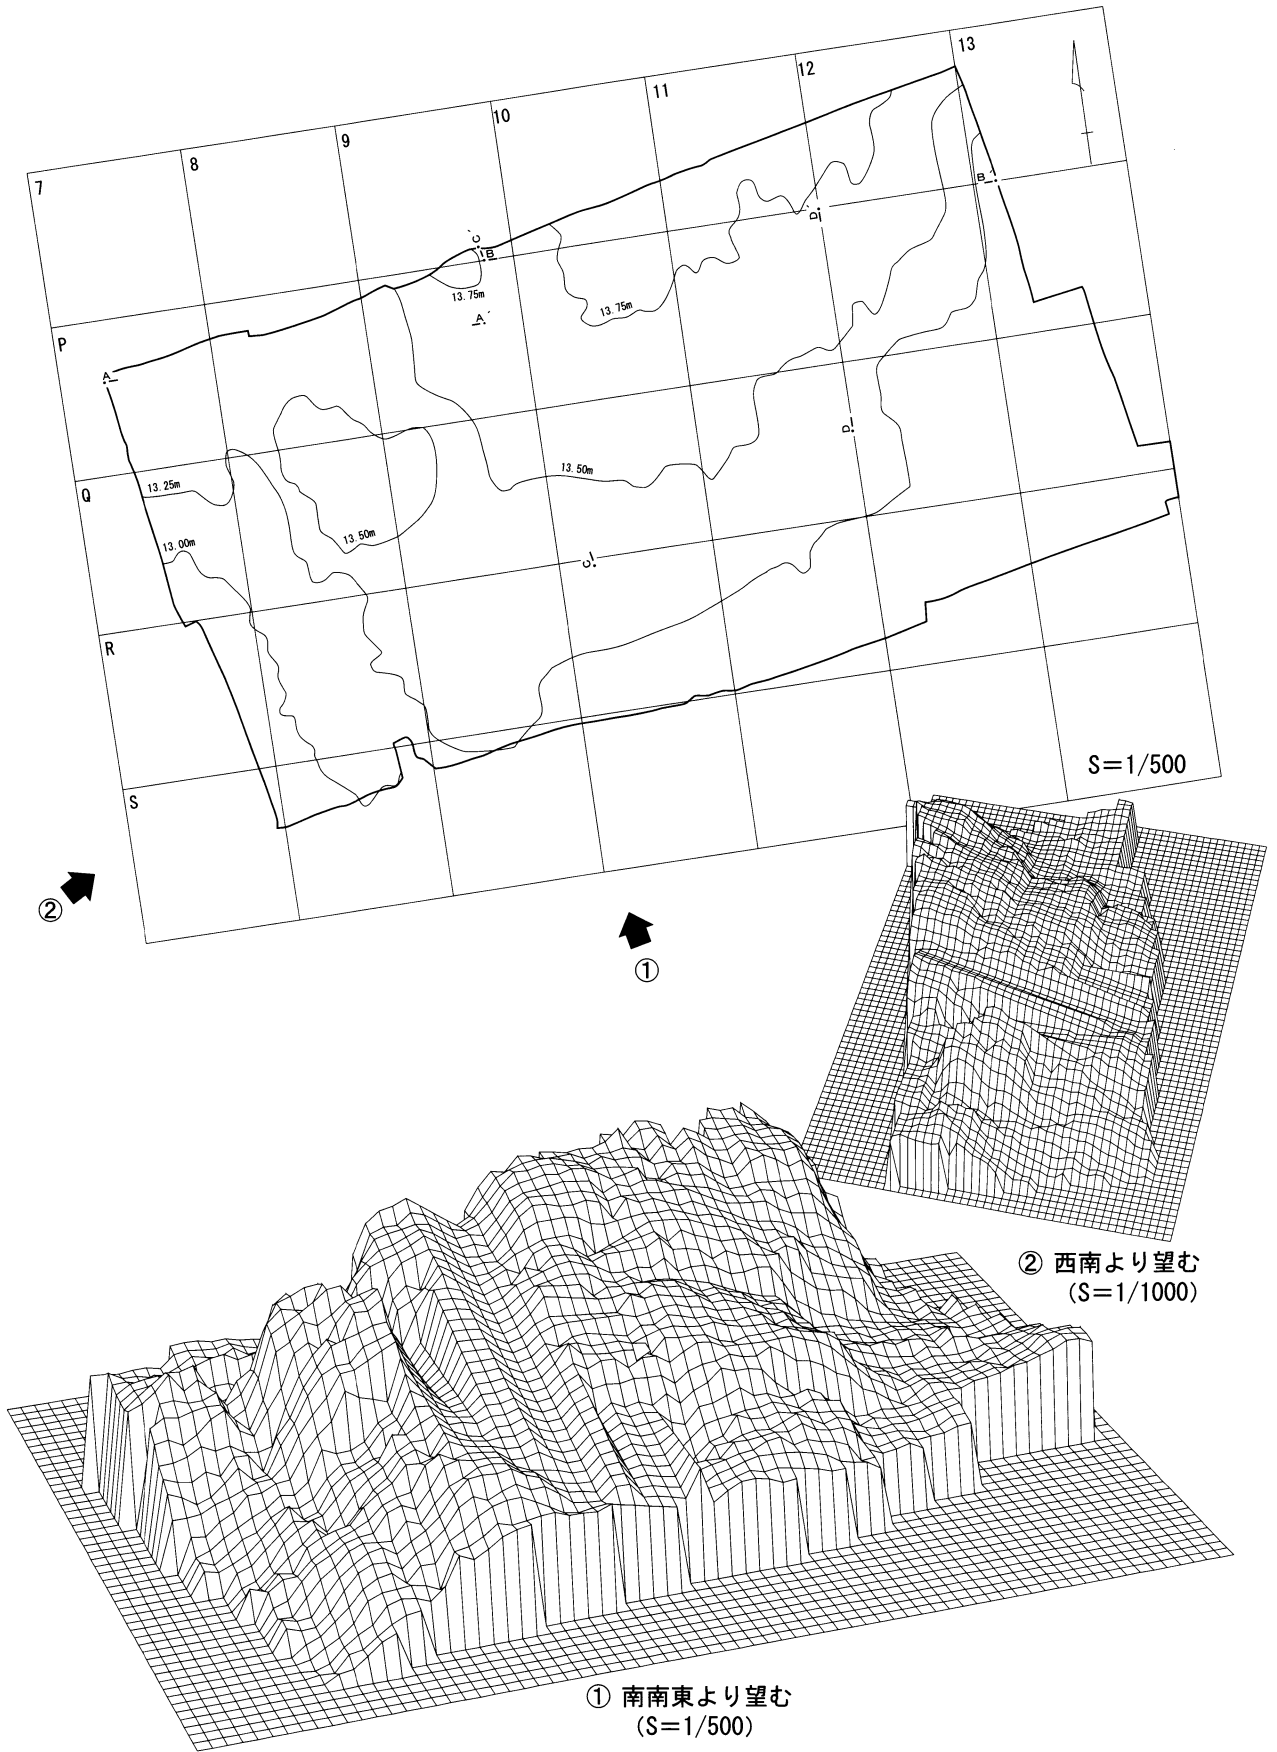 7
8
9
10
11
12
13
P
Q
R
S
A
A´
B
B´
C´
C
D´
D
13.75m
13.75m
13.50m
13.50m
13.25m
13.00m
S=1/500
②
①
② 西南より望む
(S=1/1000)
① 南南東より望む
(S=1/500)